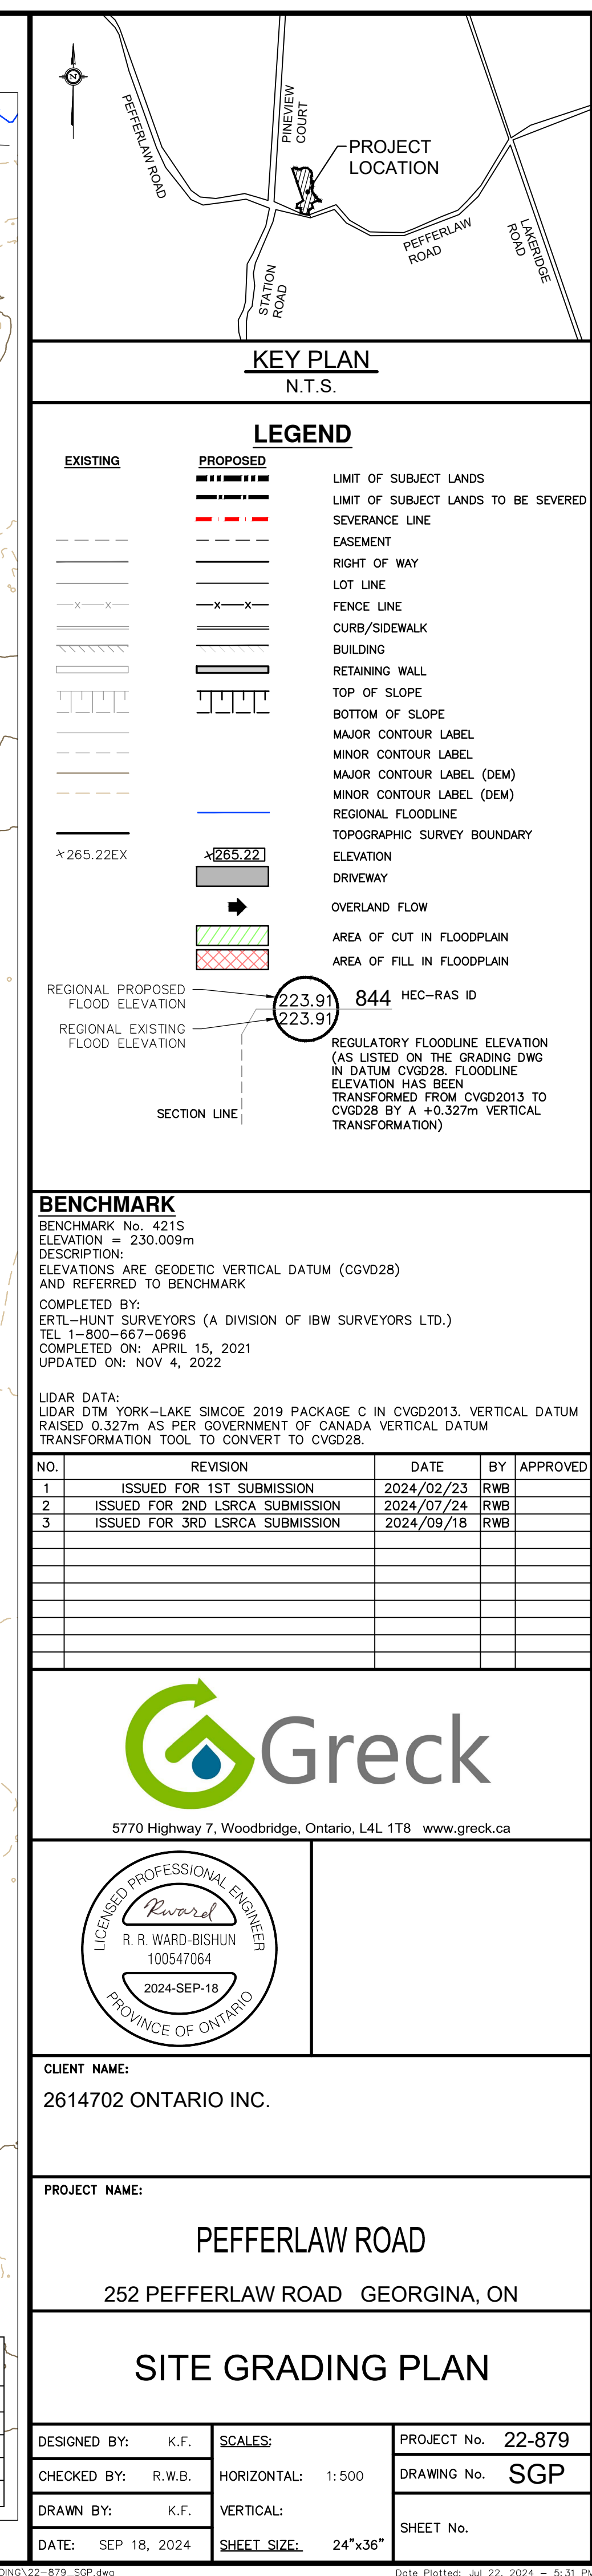 N
PEFFERLAW ROAD
PINEVIEW
COURT
PROJECT
LOCATION
STATION
ROAD
PEFFERLAW
ROAD
LAKERIDGE
ROAD
KEY PLAN
N.T.S.
LEGEND
EXISTING PROPOSED
LIMIT OF SUBJECT LANDS
LIMIT OF SUBJECT LANDS TO BE SEVERED
SEVERANCE LINE
EASEMENT
RIGHT OF WAY
LOT LINE
x x x x FENCE LINE
CURB/SIDEWALK
BUILDING
RETAINING WALL
TOP OF SLOPE
BOTTOM OF SLOPE
MAJOR CONTOUR LABEL
MINOR CONTOUR LABEL
MAJOR CONTOUR LABEL (DEM)
MINOR CONTOUR LABEL (DEM)
REGIONAL FLOODLINE
TOPOGRAPHIC SURVEY BOUNDARY
×265.22EX ×265.22 ELEVATION
DRIVEWAY
OVERLAND FLOW
AREA OF CUT IN FLOODPLAIN
AREA OF FILL IN FLOODPLAIN
REGIONAL PROPOSED
FLOOD ELEVATION
REGIONAL EXISTING
FLOOD ELEVATION
223.91
223.91
844 HEC-RAS ID
SECTION LINE
REGULATORY FLOODLINE ELEVATION
(AS LISTED ON THE GRADING DWG
IN DATUM CVGD28. FLOODLINE
ELEVATION HAS BEEN
TRANSFORMED FROM CVGD2013 TO
CVGD28 BY A +0.327m VERTICAL
TRANSFORMATION)
BENCHMARK
BENCHMARK No. 421S
ELEVATION = 230.009m
DESCRIPTION:
ELEVATIONS ARE GEODETIC VERTICAL DATUM (CGVD28)
AND REFERRED TO BENCHMARK
COMPLETED BY:
ERTL-HUNT SURVEYORS (A DIVISION OF IBW SURVEYORS LTD.)
TEL 1-800-667-0696
COMPLETED ON: APRIL 15, 2021
UPDATED ON: NOV 4, 2022
LIDAR DATA:
LIDAR DTM YORK-LAKE SIMCOE 2019 PACKAGE C IN CVGD2013. VERTICAL DATUM
RAISED 0.327m AS PER GOVERNMENT OF CANADA VERTICAL DATUM
TRANSFORMATION TOOL TO CONVERT TO CVGD28.
NO. REVISION DATE BY APPROVED
1 ISSUED FOR 1ST SUBMISSION 2024/02/23 RWB
2 ISSUED FOR 2ND LSRCA SUBMISSION 2024/07/24 RWB
3 ISSUED FOR 3RD LSRCA SUBMISSION 2024/09/18 RWB
Greck
5770 Highway 7, Woodbridge, Ontario, L4L 1T8 www.greck.ca
LICENSED PROFESSIONAL ENGINEER
Rward
R. R. WARD-BISHUN
100547064
2024-SEP-18
PROVINCE OF ONTARIO
CLIENT NAME:
2614702 ONTARIO INC.
PROJECT NAME:
PEFFERLAW ROAD
252 PEFFERLAW ROAD GEORGINA, ON
SITE GRADING PLAN
DESIGNED BY: K.F.
CHECKED BY: R.W.B.
DRAWN BY: K.F.
DATE: SEP 18, 2024
SCALES:
HORIZONTAL: 1:500
VERTICAL:
SHEET SIZE: 24"x36"
PROJECT No. 22-879
DRAWING No. SGP
SHEET No.
DING\22-879 SGP.dwg Date Plotted: Jul 22, 2024 - 5:31 PM